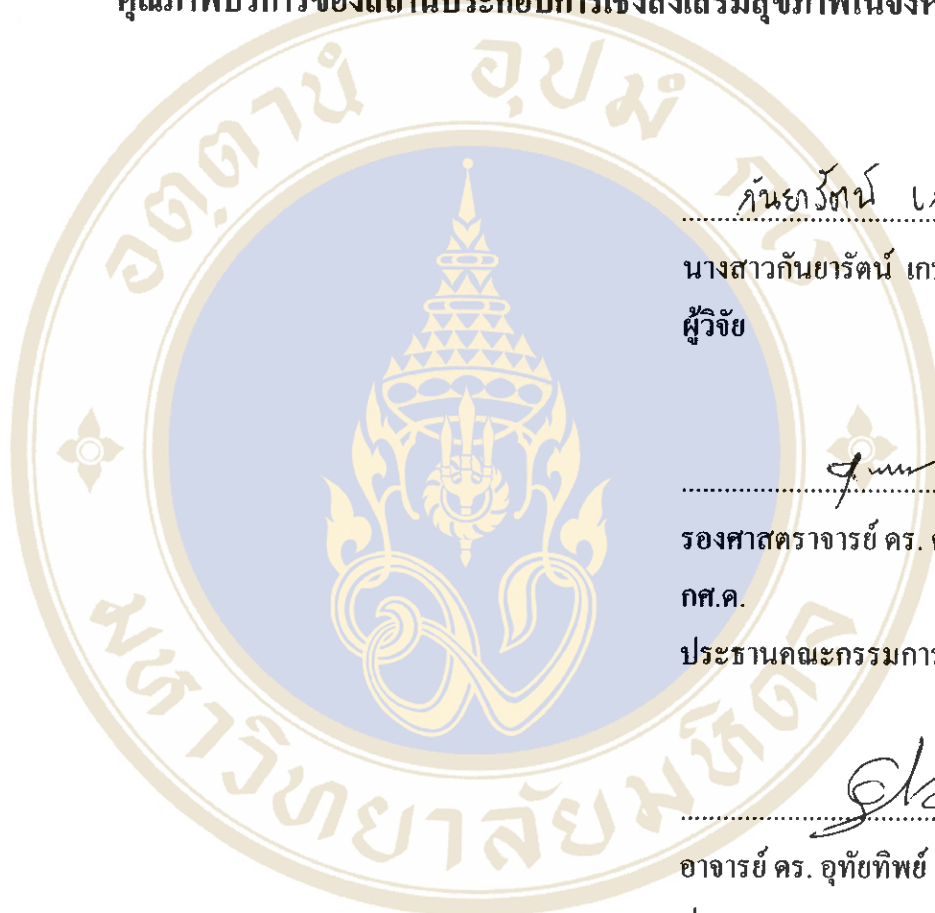 คุณภาพบริการของสถานประกอบการเชิงส่งเสริมสุขภาพในจังห
อตฺตานํ อุปมํ กเร
กันยารัตน์
นางสาวกันยารัตน์
ผู้วิจัย
รองศาสตราจารย์ ดร.
กศ.ด.
ประธานคณะกรรมการ
อาจารย์ ดร. อุทัยทิพย์
มหาวิทยาลัยมหิดล